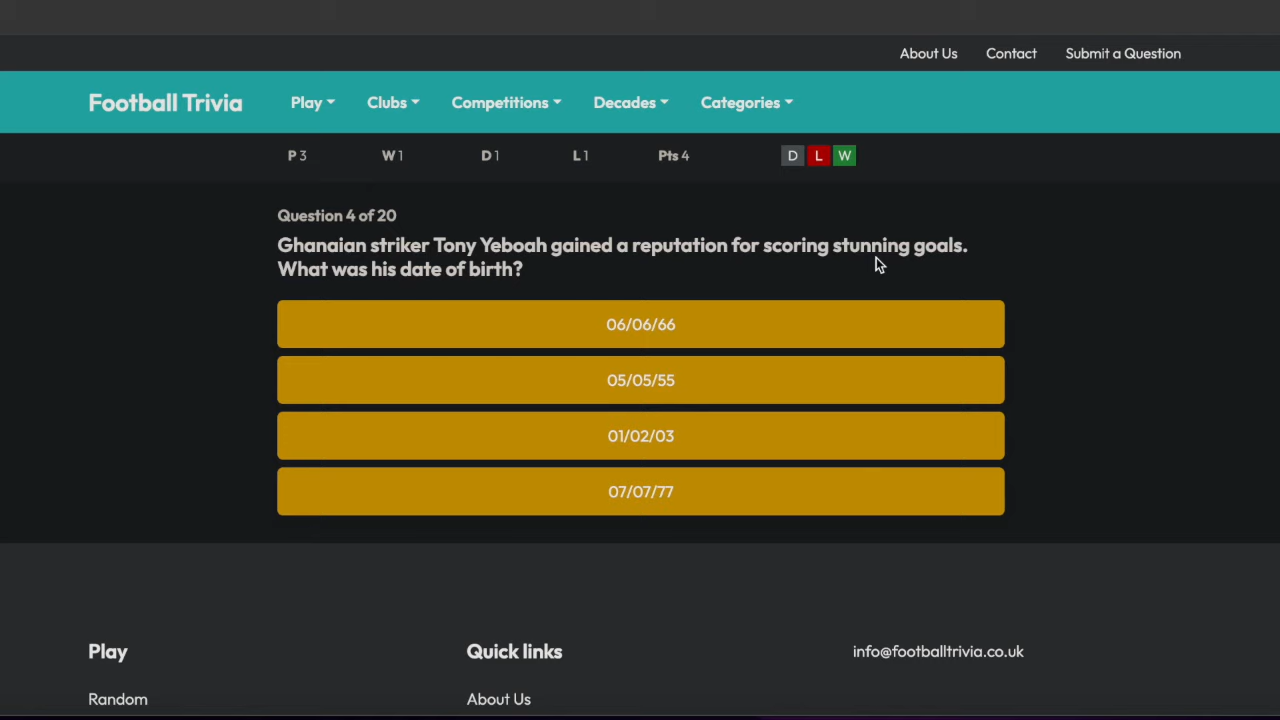 About Us Contact Submit a Question
Football Trivia Play Clubs Competitions Decades Categories
P 3 W 1 D 1 L 1 Pts 4 D L W
Question 4 of 20
Ghanaian striker Tony Yeboah gained a reputation for scoring stunning goals.
What was his date of birth?
06/06/66
05/05/55
01/02/03
07/07/77
Play Quick links info@footballtrivia.co.uk
Random About Us